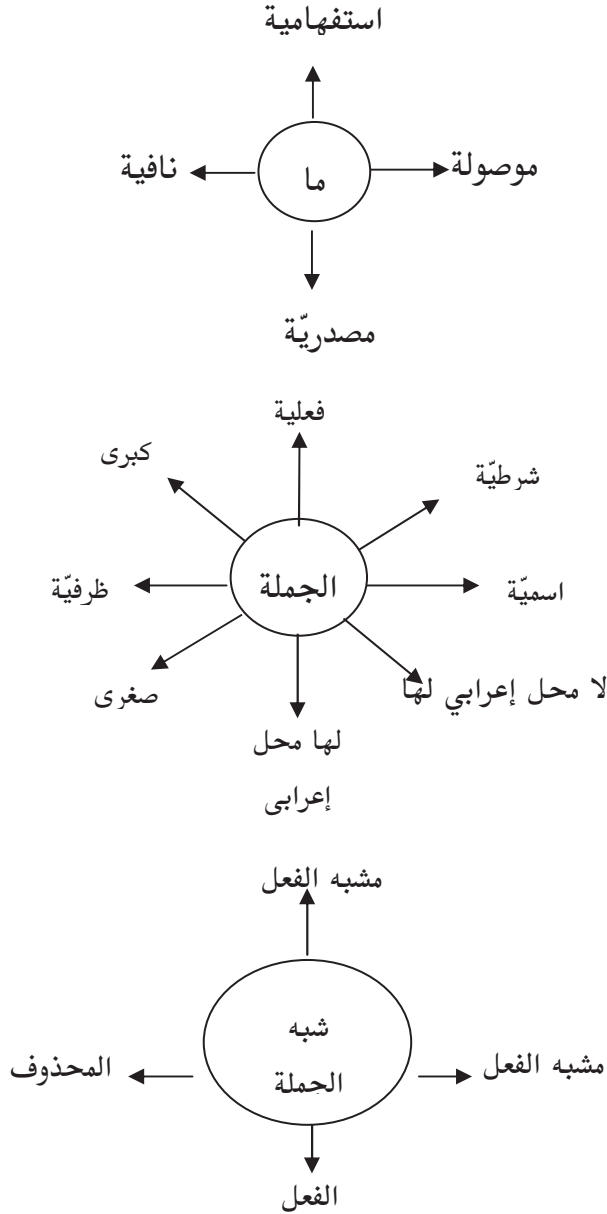 استفهامية
موصولة
ما
نافية
مصدريّة
فعلية
شرطيّة
كبرى
اسميّة
الجملة
ظرفيّة
لا محل إعرابي لها
صغرى
لها محل
إعرابى
مشبه الفعل
شبه
الجملة
مشبه الفعل
المحذوف
الفعل